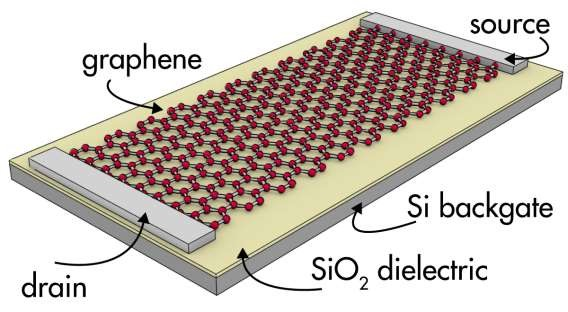 source
graphene
Si backgate
SiO₂ dielectric
drain